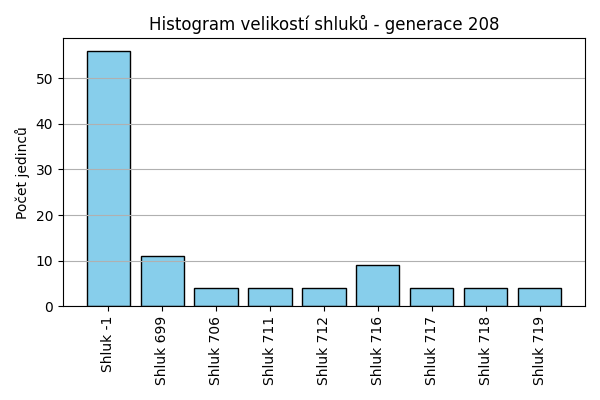 Histogram velikostí shluků - generace 208
Počet jedinců
50
40
30
20
10
0
Shluk -1
Shluk 699
Shluk 706
Shluk 711
Shluk 712
Shluk 716
Shluk 717
Shluk 718
Shluk 719